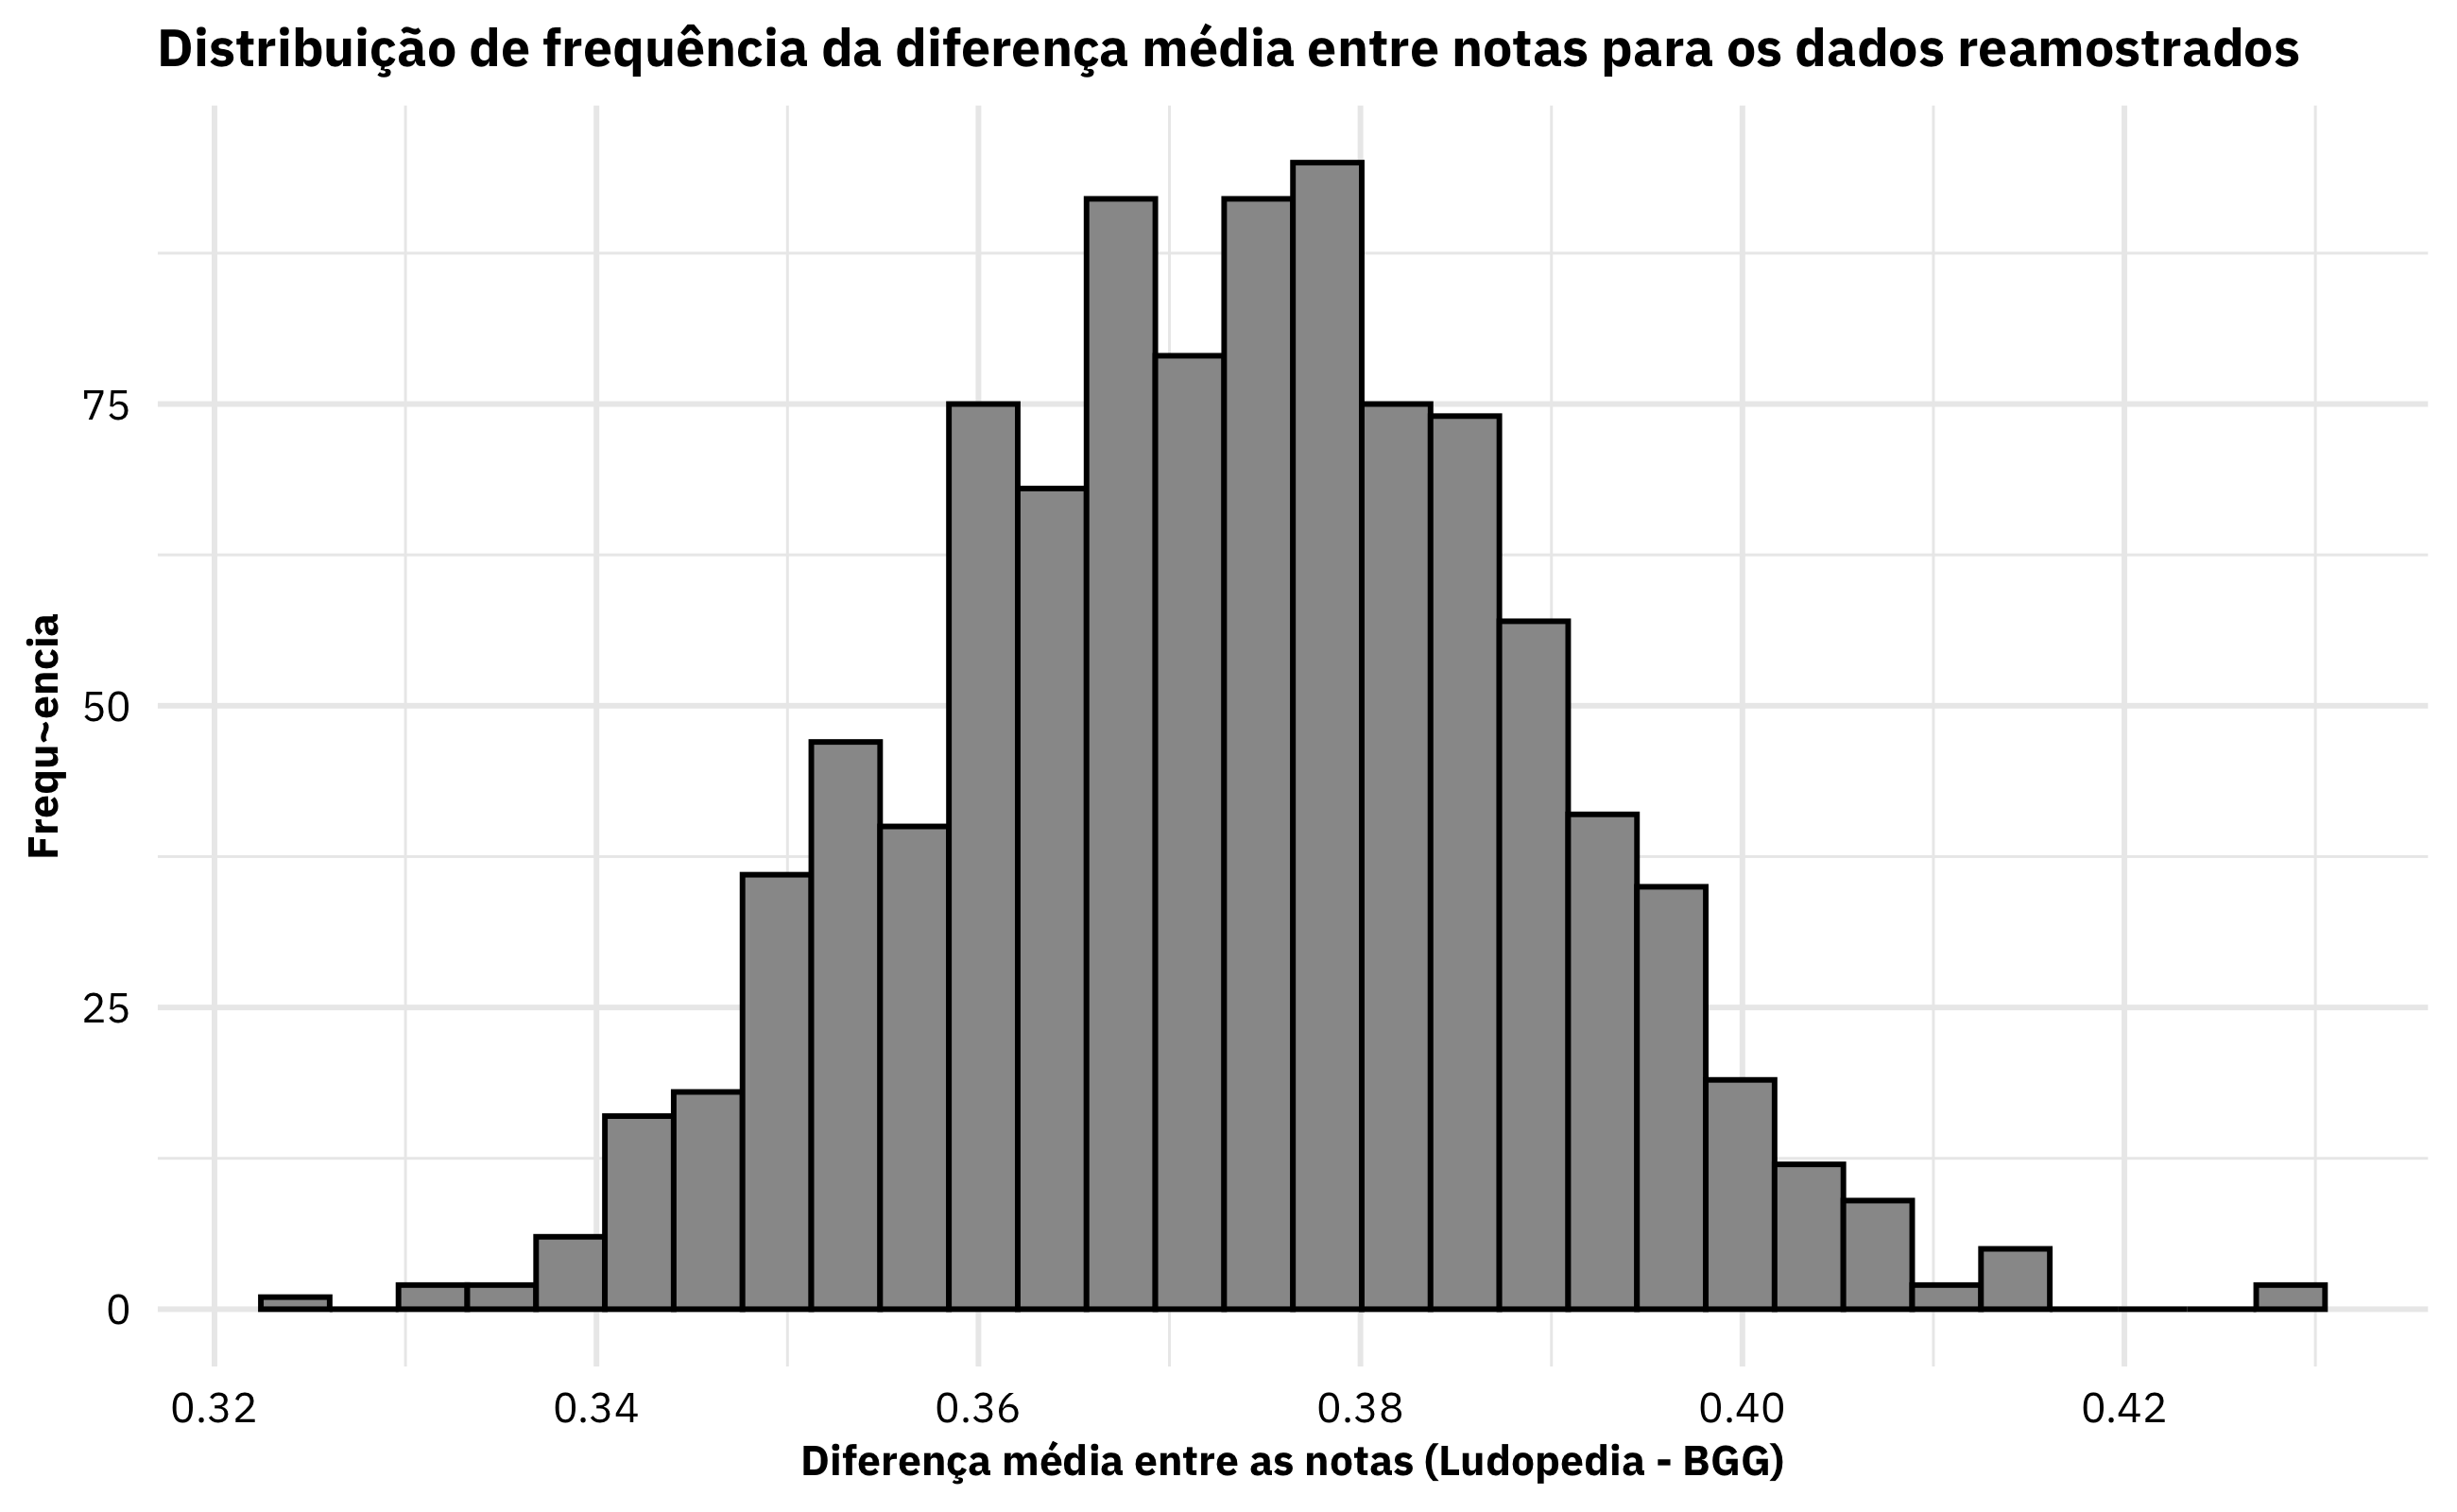 Distribuição de frequência da diferença média entre notas para os dados reamostrados
Frequ~encia
75
50
25
0
0.32 0.34 0.36 0.38 0.40 0.42
Diferença média entre as notas (Ludopedia - BGG)